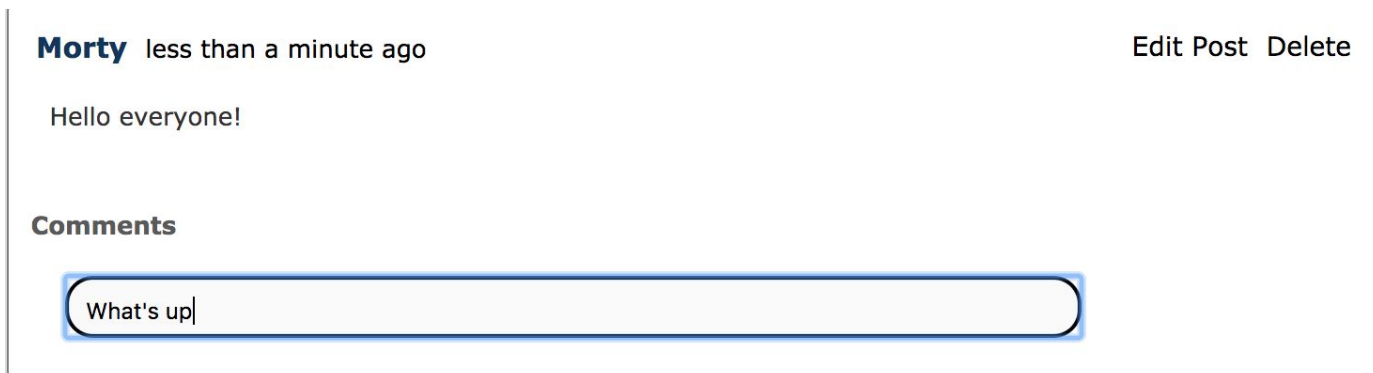 Morty less than a minute ago Edit Post Delete
Hello everyone!
Comments
What's up